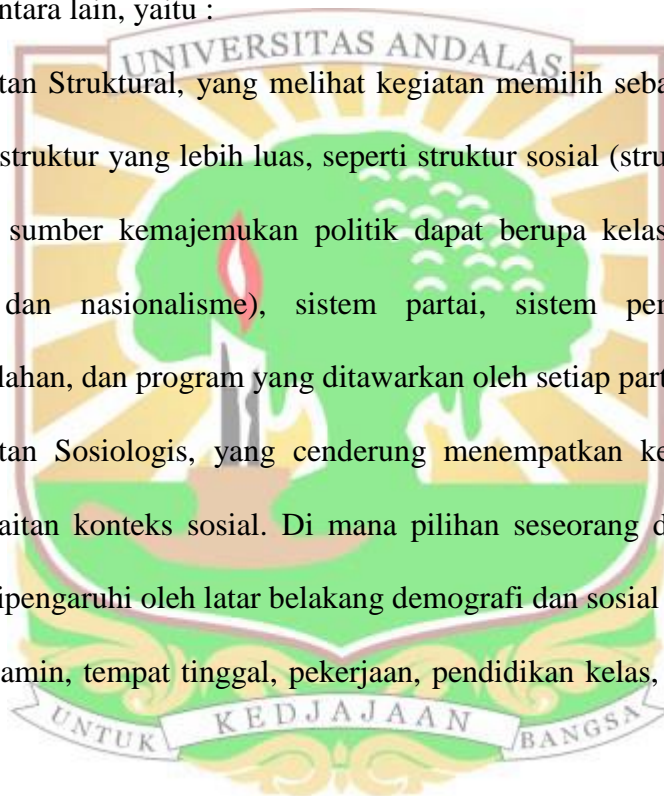 ntara lain, yaitu :
UNIVERSITAS ANDALAS
tan Struktural, yang melihat kegiatan memilih seba
struktur yang lebih luas, seperti struktur sosial (stru
sumber kemajemukan politik dapat berupa kelas
dan nasionalisme), sistem partai, sistem per
lahan, dan program yang ditawarkan oleh setiap part
tan Sosiologis, yang cenderung menempatkan ke
aitan konteks sosial. Di mana pilihan seseorang d
ipengaruhi oleh latar belakang demografi dan sosial
amin, tempat tinggal, pekerjaan, pendidikan kelas,
UNTUK KEDJAJAAN BANGSA